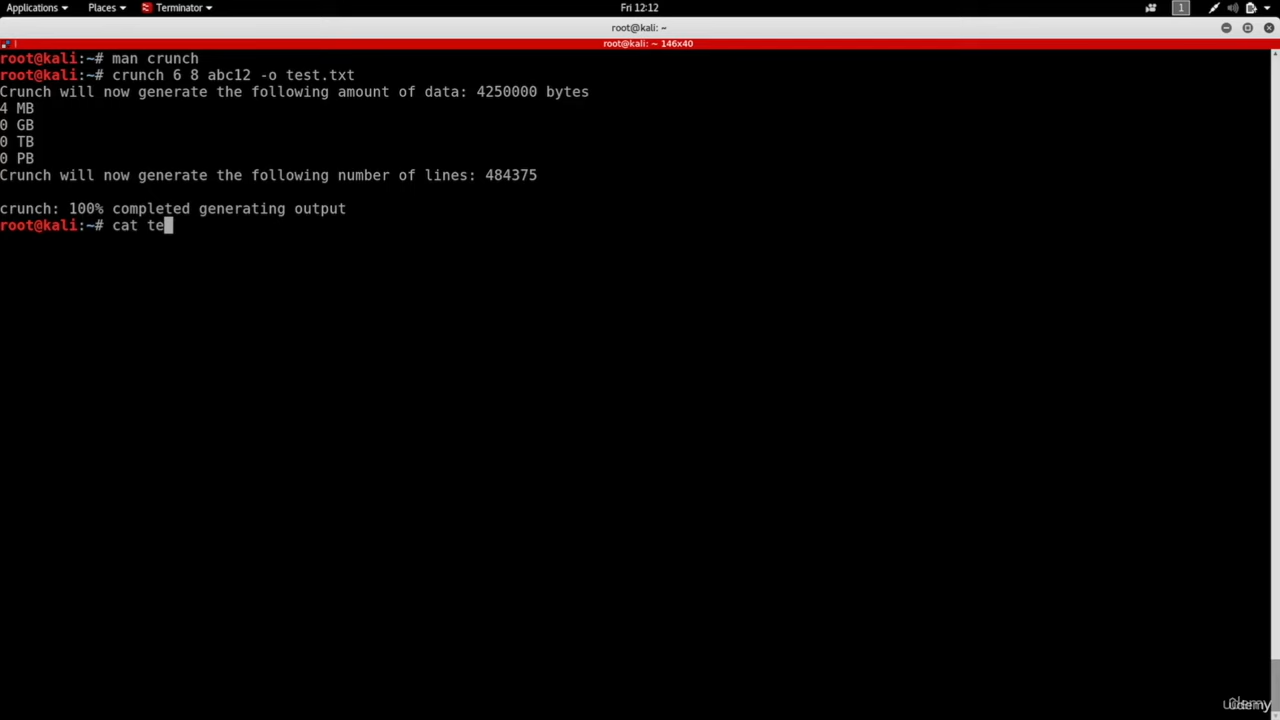 Applications Places Terminator Fri 12:12 1
root@kali: ~
root@kali: ~ 146x40
root@kali:~# man crunch
root@kali:~# crunch 6 8 abc12 -o test.txt
Crunch will now generate the following amount of data: 4250000 bytes
4 MB
0 GB
0 TB
0 PB
Crunch will now generate the following number of lines: 484375
crunch: 100% completed generating output
root@kali:~# cat te
Udemy